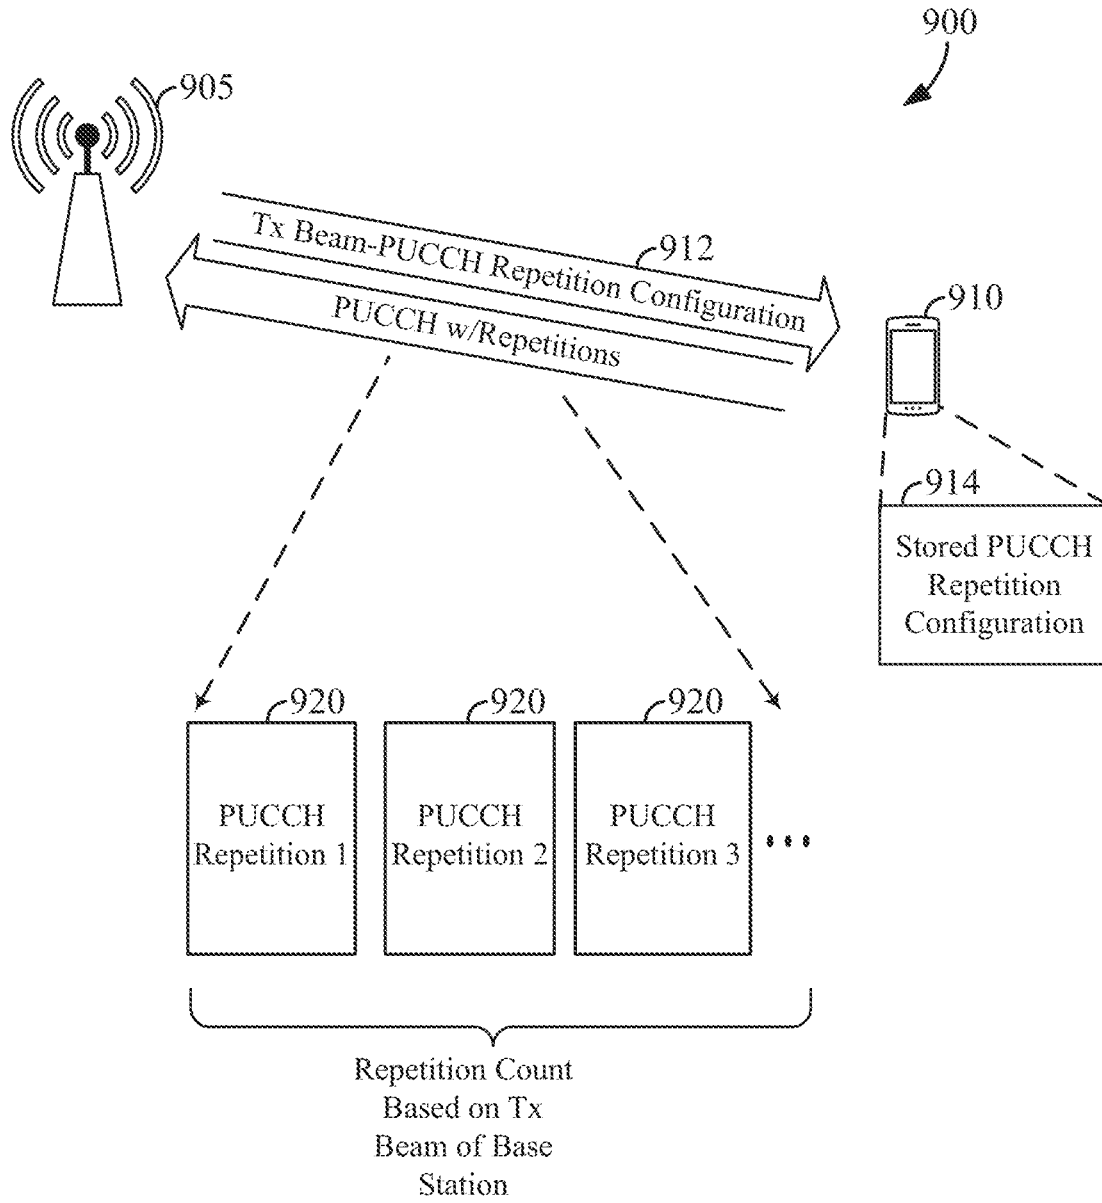 900
905
Tx Beam-PUCCH Repetition Configuration
912
PUCCH w/Repetitions
910
914
Stored PUCCH
Repetition
Configuration
920
920
920
PUCCH
Repetition 1
PUCCH
Repetition 2
PUCCH
Repetition 3
...
Repetition Count
Based on Tx
Beam of Base
Station